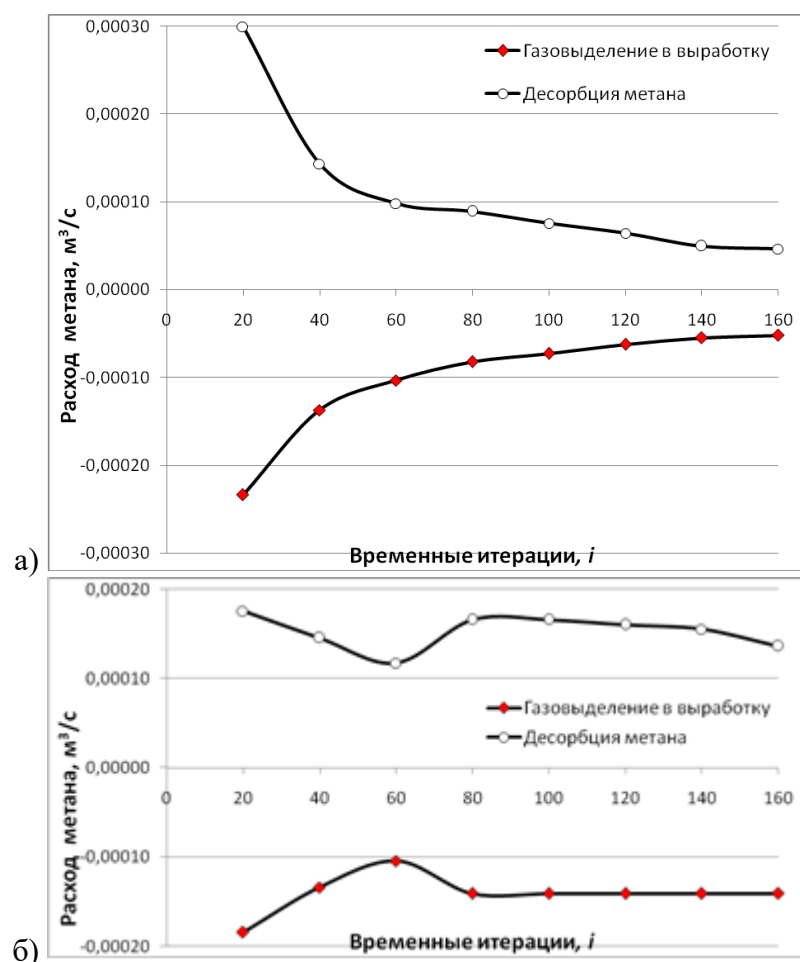 0,00030
Газовыделение в выработку
Десорбция метана
0,00020
0,00010
0,00000
0 20 40 60 80 100 120 140 160
-0,00010
-0,00020
-0,00030
Расход метана, м³/с
Временные итерации, i
а)
0,00020
0,00010
Газовыделение в выработку
Десорбция метана
0,00000
0 20 40 60 80 100 120 140 160
-0,00010
-0,00020
Расход метана, м³/с
Временные итерации, i
б)